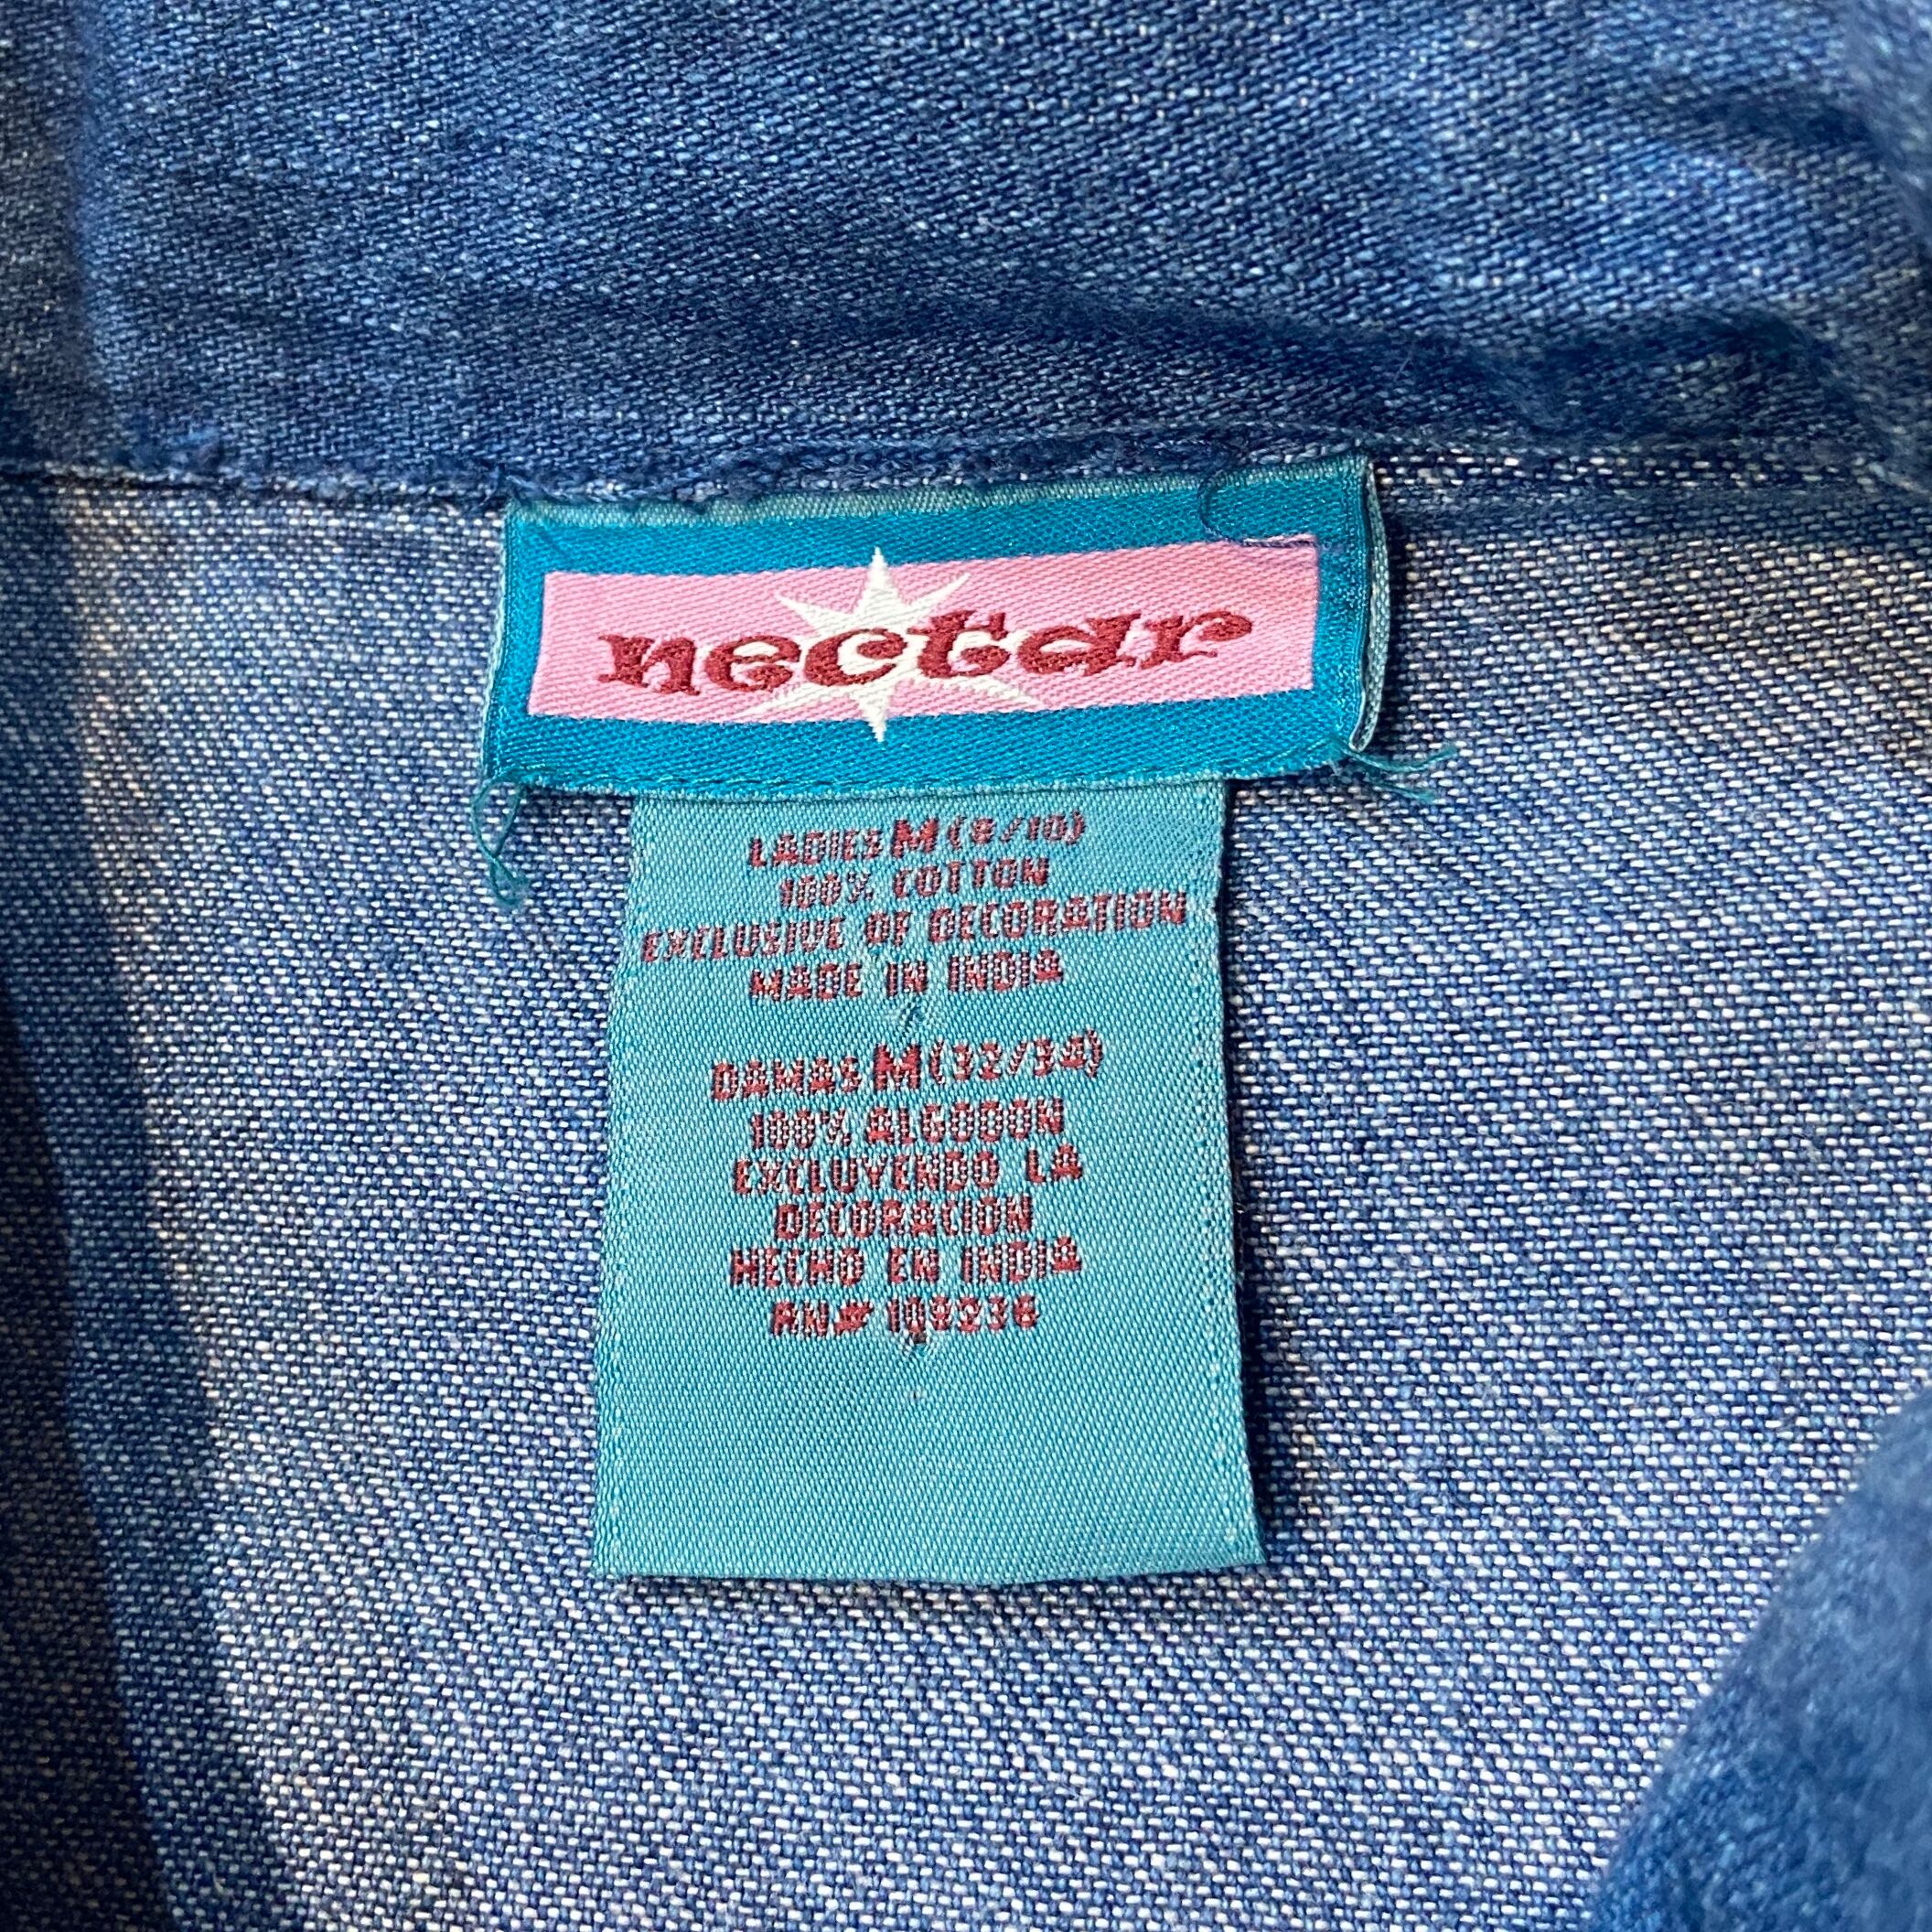 nectar
LADIES M (8/10)
100% COTTON
EXCLUSIVE OF DECORATION
MADE IN INDIA
DAMAS M (32/34)
100% ALGODON
EXCLUYENDO LA
DECORACION
HECHO EN INDIA
RN# 108236